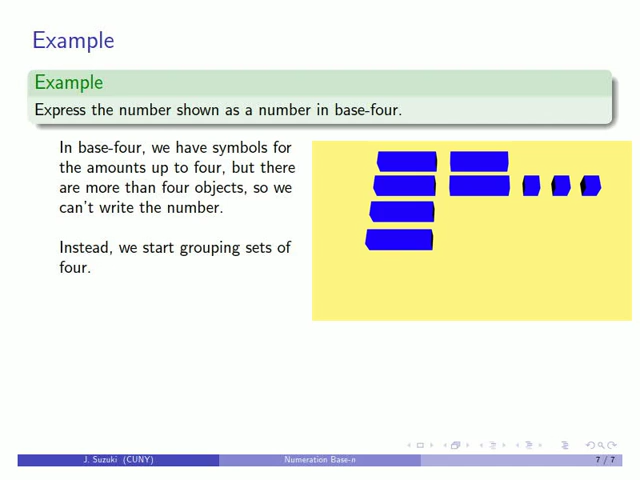 Example
Example
Express the number shown as a number in base-four.
In base-four, we have symbols for
the amounts up to four, but there
are more than four objects, so we
can't write the number.
Instead, we start grouping sets of
four.
J. Suzuki (CUNY)
Numeration Base-n
7 / 7